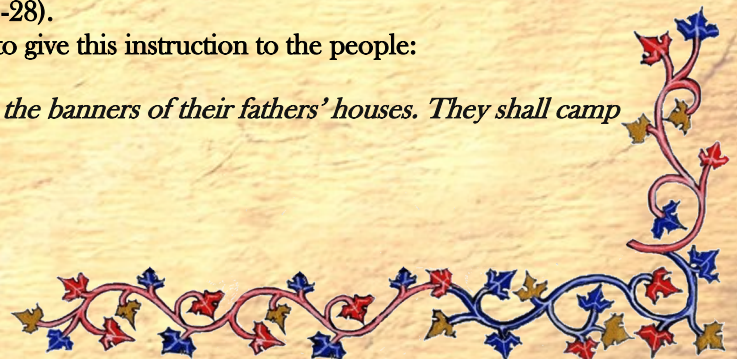 -28).
to give this instruction to the people:
the banners of their fathers’ houses. They shall camp